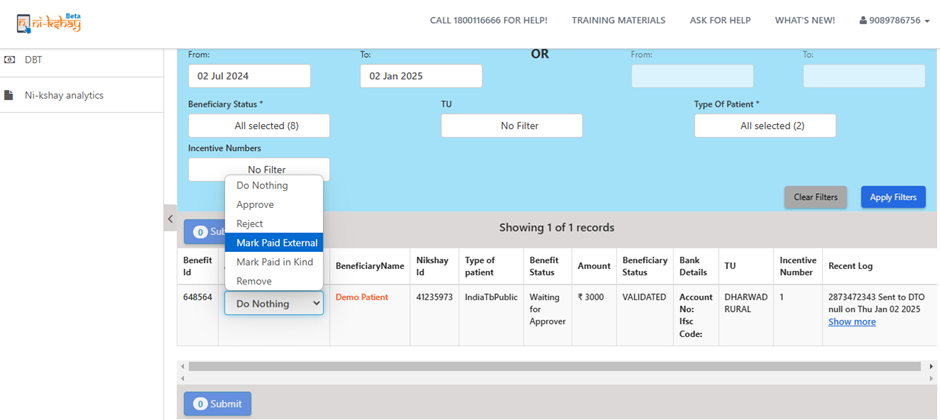 ni-kshay Beta
CALL 1800116666 FOR HELP! TRAINING MATERIALS ASK FOR HELP WHAT'S NEW! 9089786756
DBT
Ni-kshay analytics
From: To: OR From: To:
02 Jul 2024 02 Jan 2025
Beneficiary Status * TU Type Of Patient *
All selected (8) No Filter All selected (2)
Incentive Numbers
No Filter
Do Nothing
Approve
Reject
Mark Paid External
Mark Paid in Kind
Remove
Clear Filters Apply Filters
0 Su
Showing 1 of 1 records
Benefit Id BeneficiaryName Nikshay Id Type of patient Benefit Status Amount Beneficiary Status Bank Details TU Incentive Number Recent Log
648564 Do Nothing Demo Patient 41235973 IndiaTbPublic Waiting for Approver ₹ 3000 VALIDATED Account No: Ifsc Code: DHARWAD RURAL 1 2873472343 Sent to DTO null on Thu Jan 02 2025
Show more
0 Submit